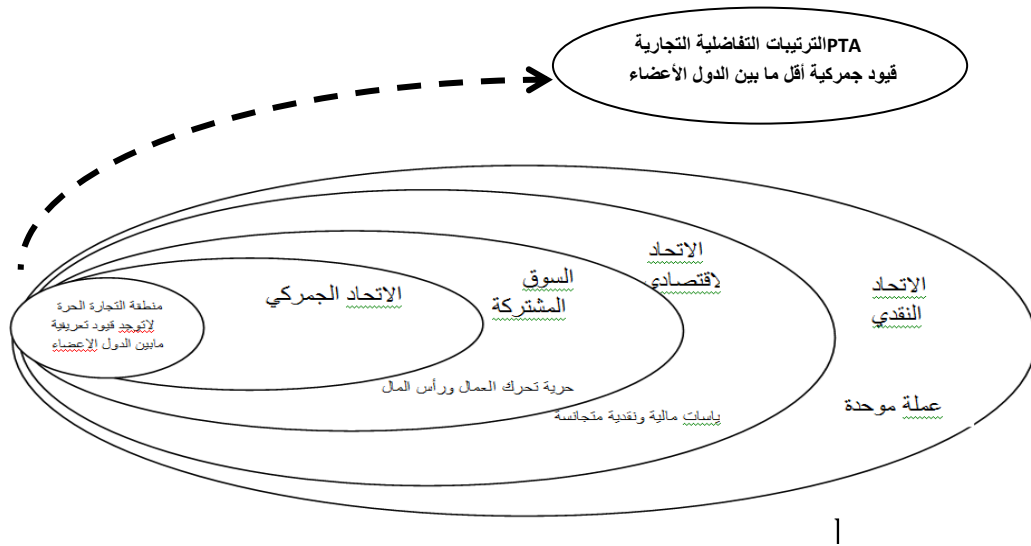 PTAالترتيبات التفاضلية التجارية
قيود جمركية أقل ما بين الدول الأعضاء
الاتحاد
النقدي
عملة موحدة
الاتحاد
لاقتصادي
ياسات مالية ونقدية متجانسة
السوق
المشتركة
حرية تحرك العمال ورأس المال
الاتحاد الجمركي
منطقة التجارة الحرة
لاتوجد قيود تعريفية
مابين الدول الاعضاء